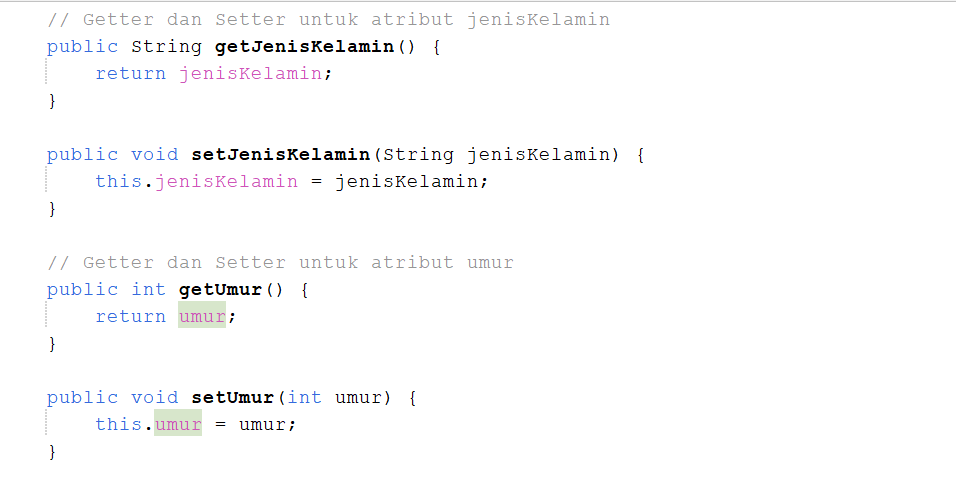 // Getter dan Setter untuk atribut jenisKelamin
public String getJenisKelamin() {
    return jenisKelamin;
}

public void setJenisKelamin(String jenisKelamin) {
    this.jenisKelamin = jenisKelamin;
}

// Getter dan Setter untuk atribut umur
public int getUmur() {
    return umur;
}

public void setUmur(int umur) {
    this.umur = umur;
}